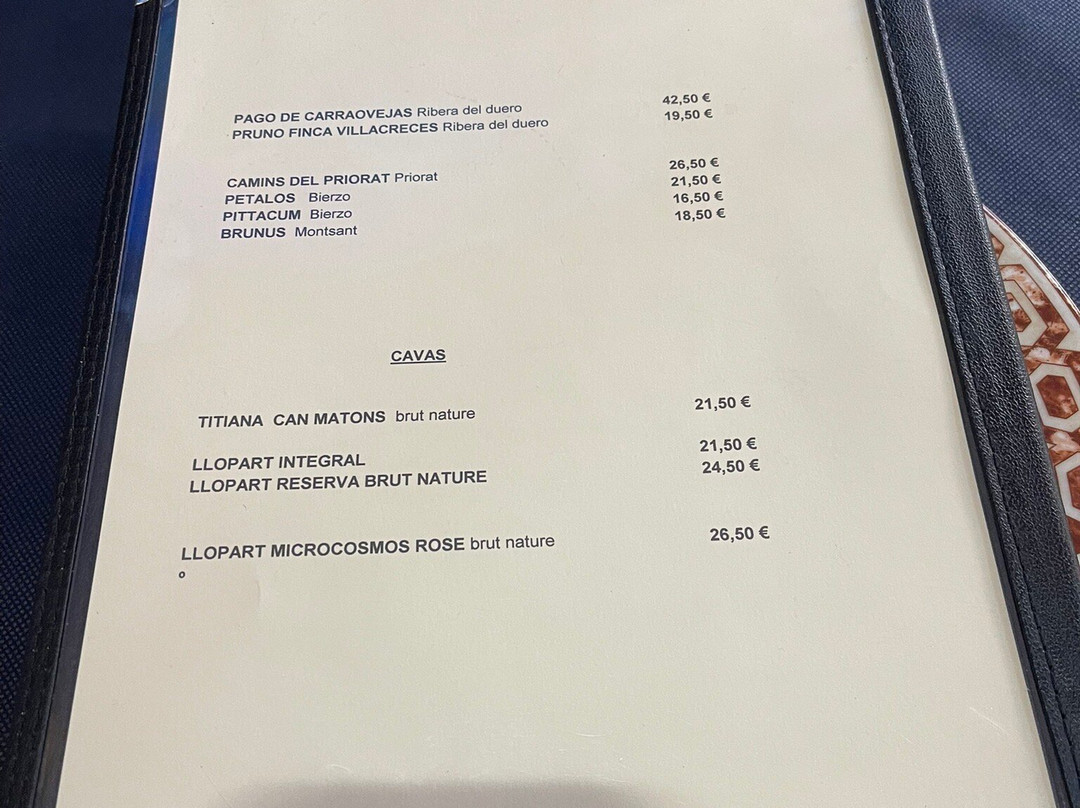 PAGO DE CARRAOVEJAS Ribera del duero 42,50 €
PRUNO FINCA VILLACRECES Ribera del duero 19,50 €
CAMINS DEL PRIORAT Priorat 26,50 €
PETALOS Bierzo 21,50 €
PITTACUM Bierzo 16,50 €
BRUNUS Montsant 18,50 €
CAVAS
TITIANA CAN MATONS brut nature 21,50 €
LLOPART INTEGRAL 21,50 €
LLOPART RESERVA BRUT NATURE 24,50 €
LLOPART MICROCOSMOS ROSE brut nature 26,50 €
º